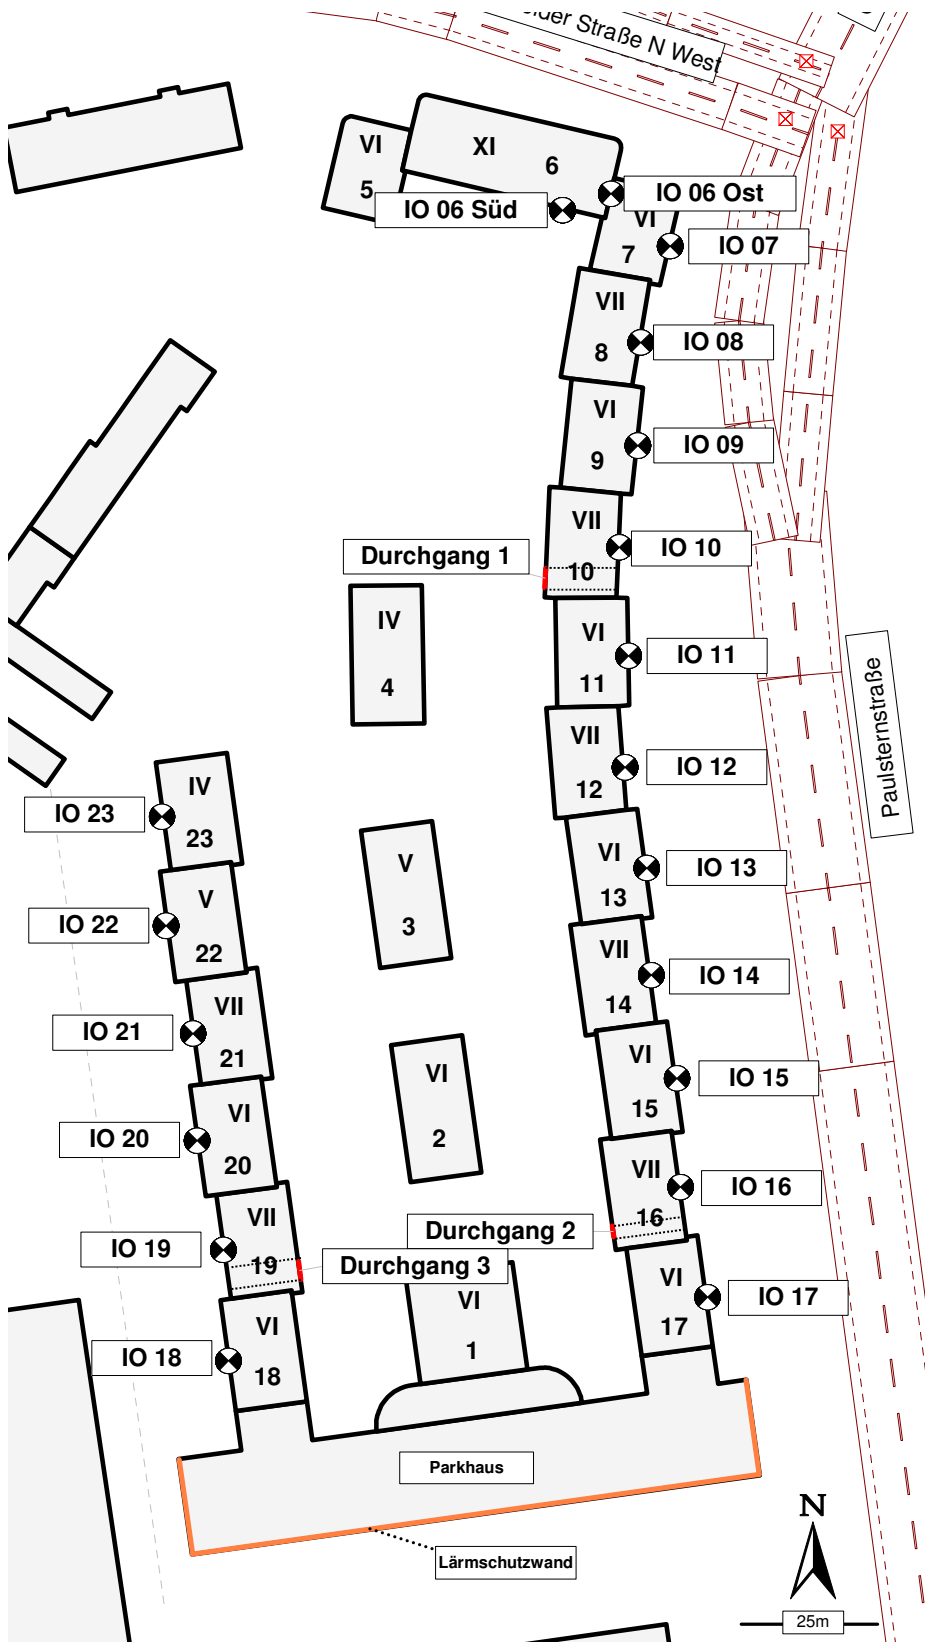 Straße N West
VI
5
XI
6
IO 06 Süd
IO 06 Ost
VI
7
IO 07
VII
8
IO 08
VI
9
IO 09
VII
10
IO 10
Durchgang 1
IV
4
VI
11
IO 11
Paulsternstraße
VII
12
IO 12
IV
23
IO 23
V
3
VI
13
IO 13
V
22
IO 22
VII
14
IO 14
VII
21
IO 21
VI
2
VI
15
IO 15
VI
20
IO 20
VII
16
IO 16
Durchgang 2
VII
19
IO 19
Durchgang 3
VI
1
VI
17
IO 17
VI
18
IO 18
Parkhaus
Lärmschutzwand
N
25m